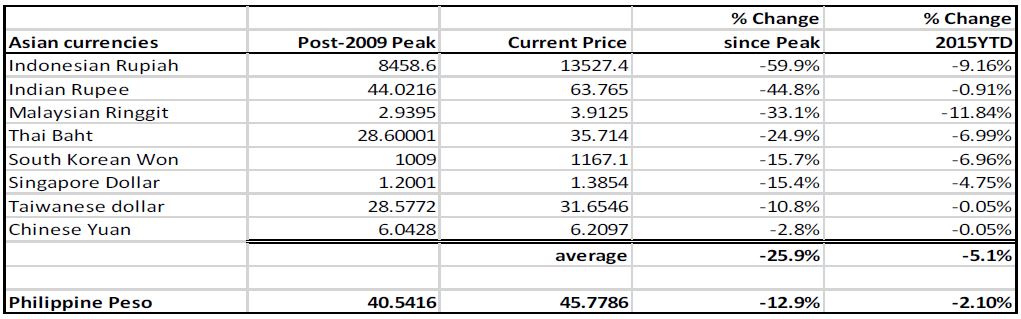 % Change % Change
Asian currencies Post-2009 Peak Current Price since Peak 2015YTD
Indonesian Rupiah 8458.6 13527.4 -59.9% -9.16%
Indian Rupee 44.0216 63.765 -44.8% -0.91%
Malaysian Ringgit 2.9395 3.9125 -33.1% -11.84%
Thai Baht 28.60001 35.714 -24.9% -6.99%
South Korean Won 1009 1167.1 -15.7% -6.96%
Singapore Dollar 1.2001 1.3854 -15.4% -4.75%
Taiwanese dollar 28.5772 31.6546 -10.8% -0.05%
Chinese Yuan 6.0428 6.2097 -2.8% -0.05%
average -25.9% -5.1%
Philippine Peso 40.5416 45.7786 -12.9% -2.10%